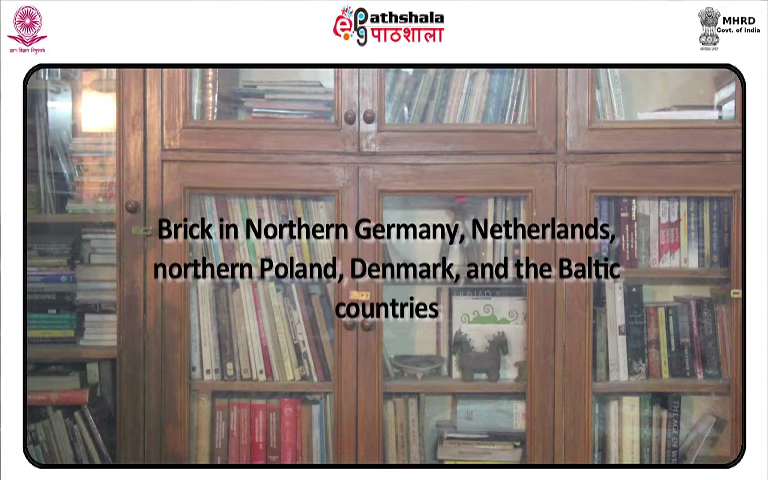 Pathshala
पाठशाला
MHRD
Govt. of India
Brick in Northern Germany, Netherlands,
northern Poland, Denmark, and the Baltic
countries